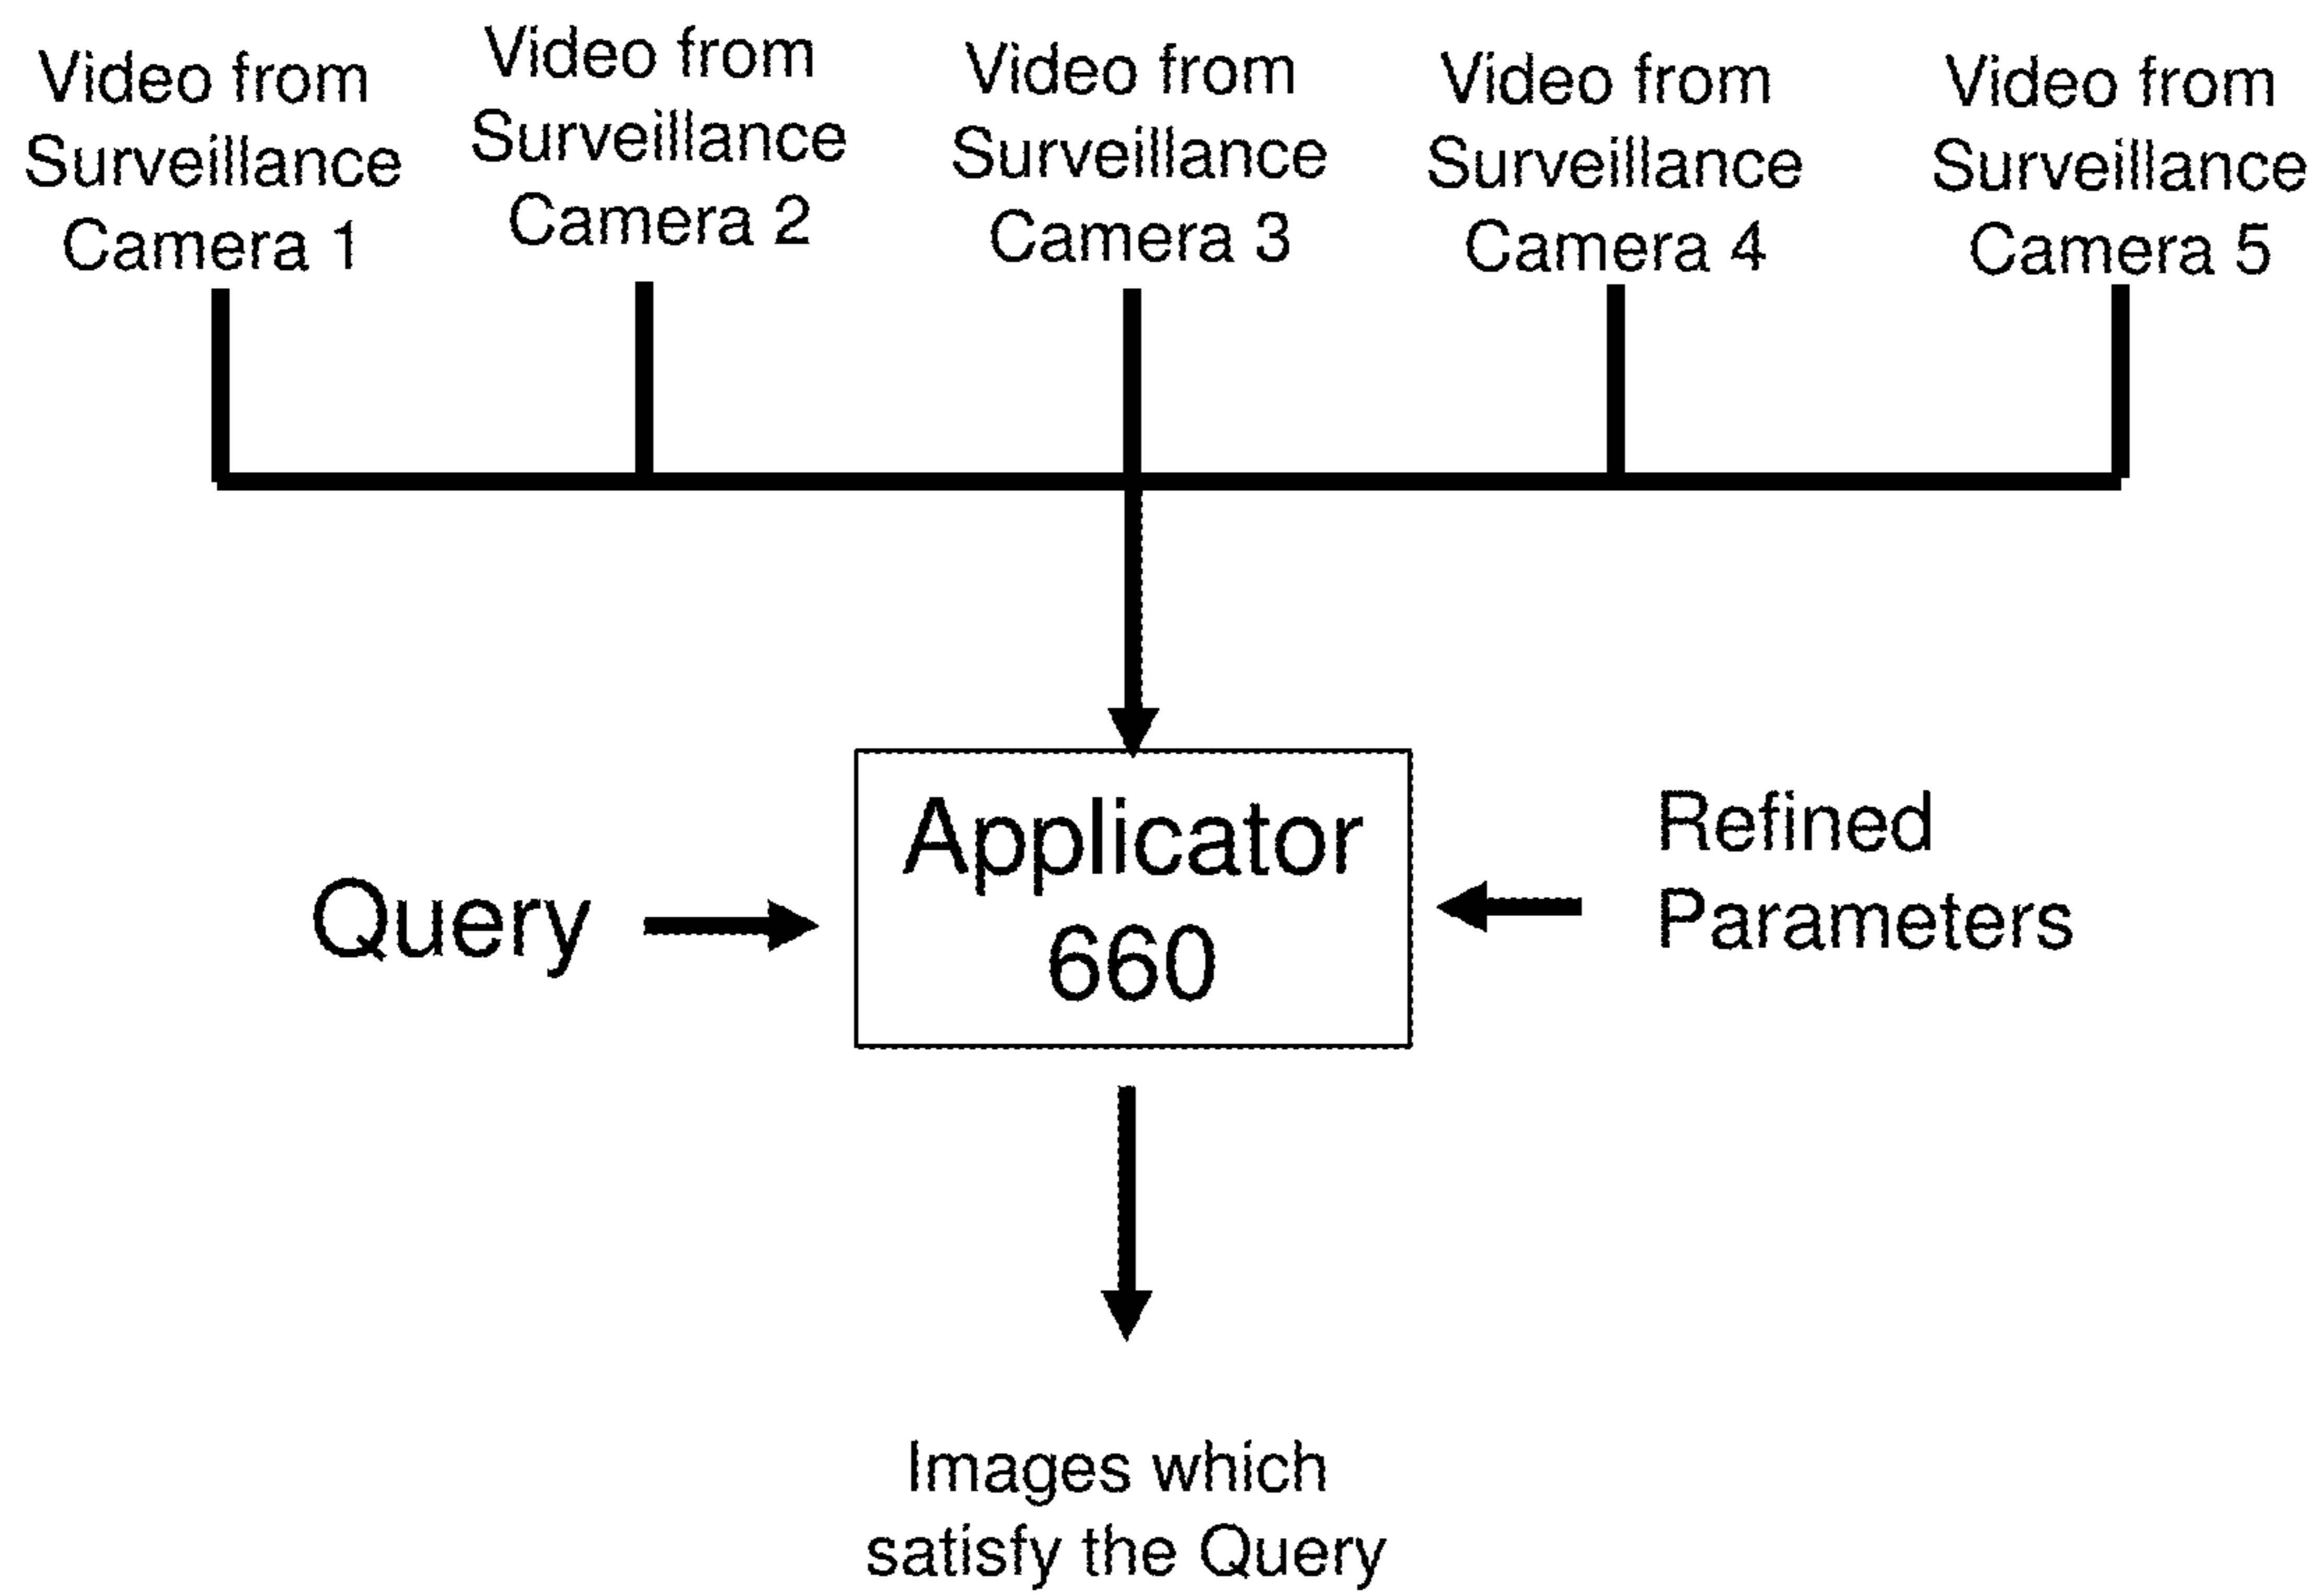 Video from
Surveillance
Camera 1
Video from
Surveillance
Camera 2
Video from
Surveillance
Camera 3
Video from
Surveillance
Camera 4
Video from
Surveillance
Camera 5
Query
Applicator
660
Refined
Parameters
Images which
satisfy the Query